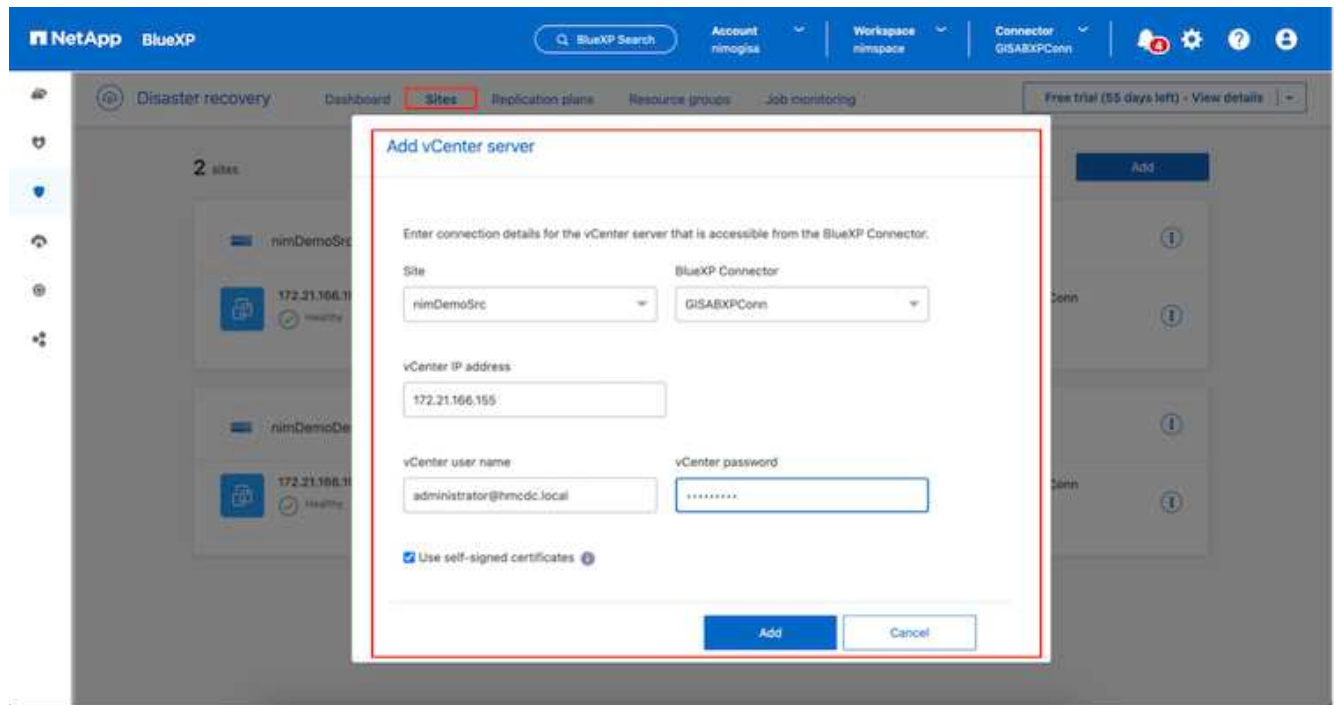 NetApp BlueXP
BlueXP Search
Account
nimogisa
Workspace
nimspace
Connector
GISABXPConn
4
Disaster recovery
Dashboard
Sites
Replication plans
Resource groups
Job monitoring
Free trial (55 days left) - View details
2 sites
Add
nimDemoSrc
172.21.166.1
Healthy
Conn
nimDemoDe
172.21.166.1
Healthy
Conn
Add vCenter server
Enter connection details for the vCenter server that is accessible from the BlueXP Connector.
Site
BlueXP Connector
nimDemoSrc
GISABXPConn
vCenter IP address
172.21.166.155
vCenter user name
vCenter password
administrator@hmcdc.local
•••••••••
Use self-signed certificates
Add
Cancel